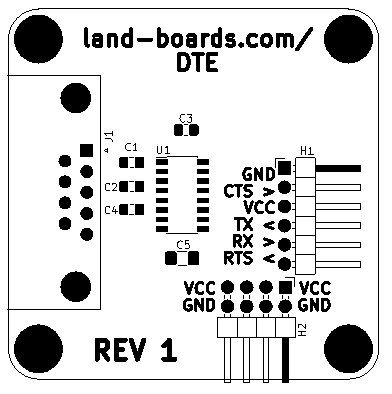 land-boards.com/
DTE
C3
J1
C1
U1
H1
GND
C2
CTS >
VCC
C4
TX <
RX >
C5
RTS <
VCC VCC
GND GND
H2
REV 1